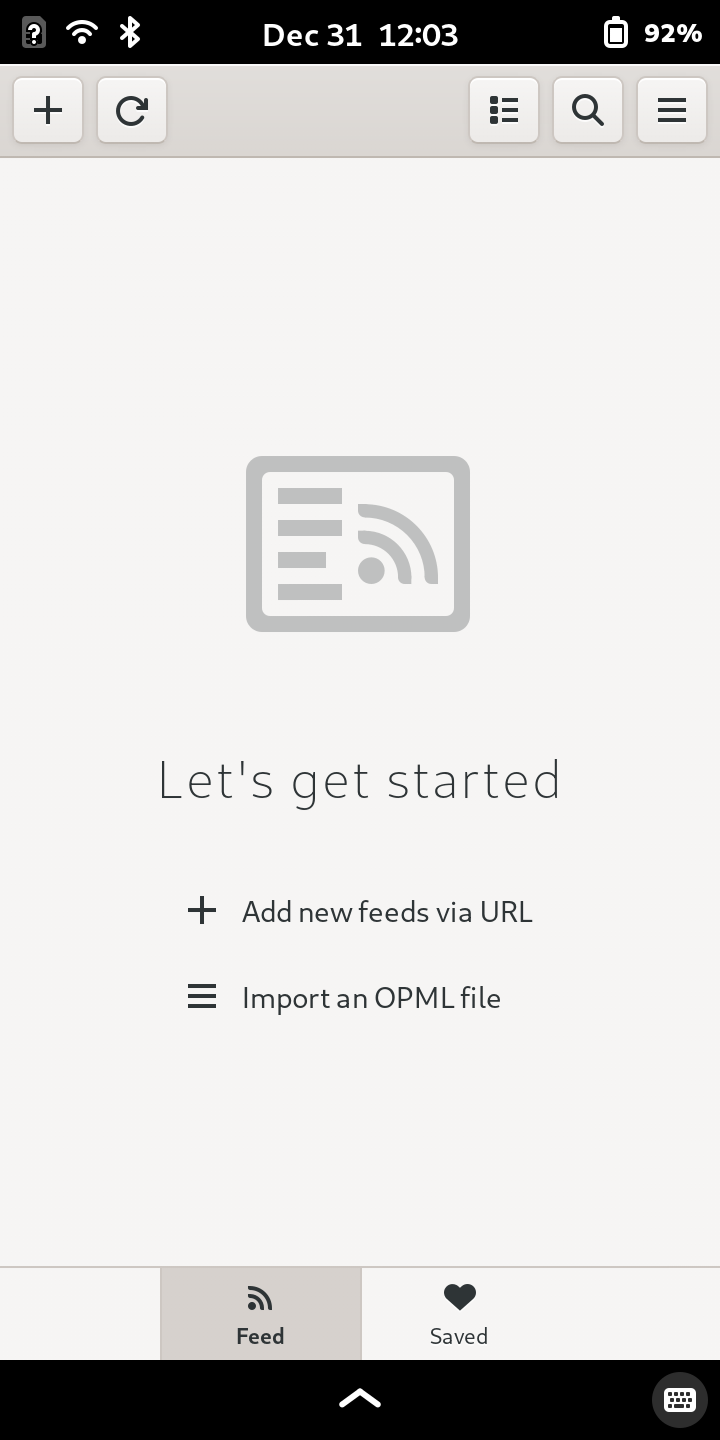 Dec 31 12:03
92%
Let's get started
Add new feeds via URL
Import an OPML file
Feed
Saved